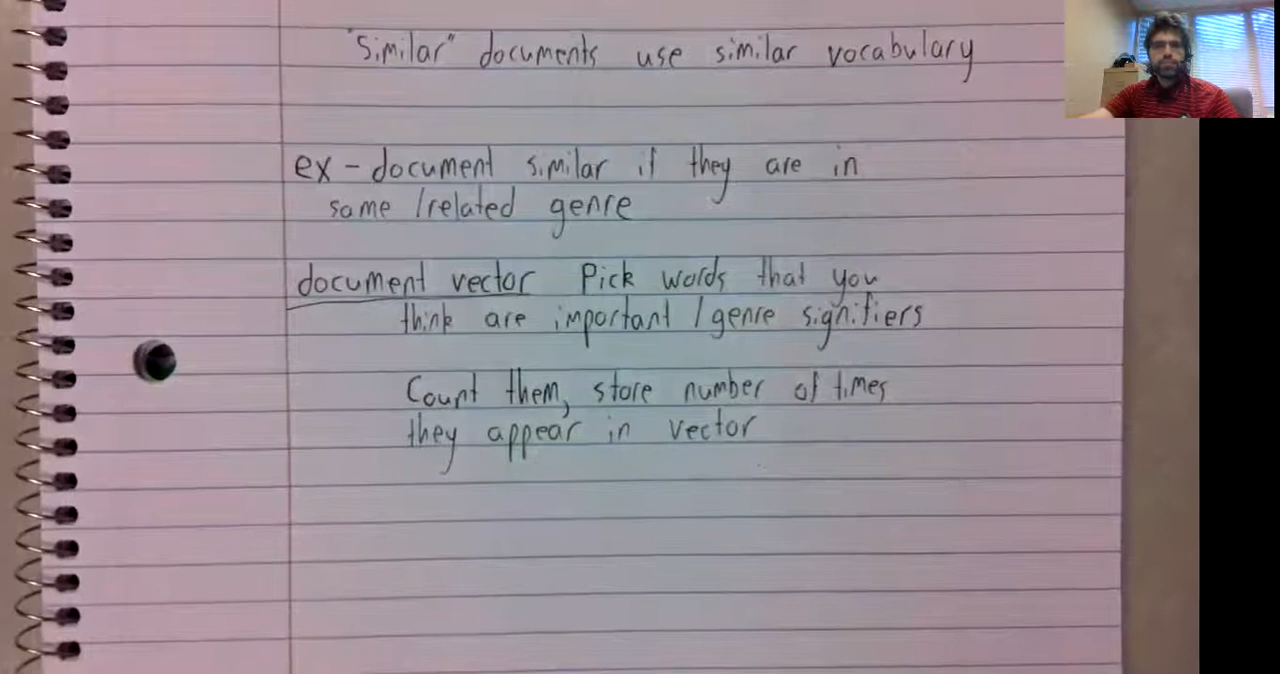 "Similar" documents use similar vocabulary
ex - document similar if they are in
same /related genre
document vector Pick words that you
think are important / genre signifiers
Count them, store number of times
they appear in vector